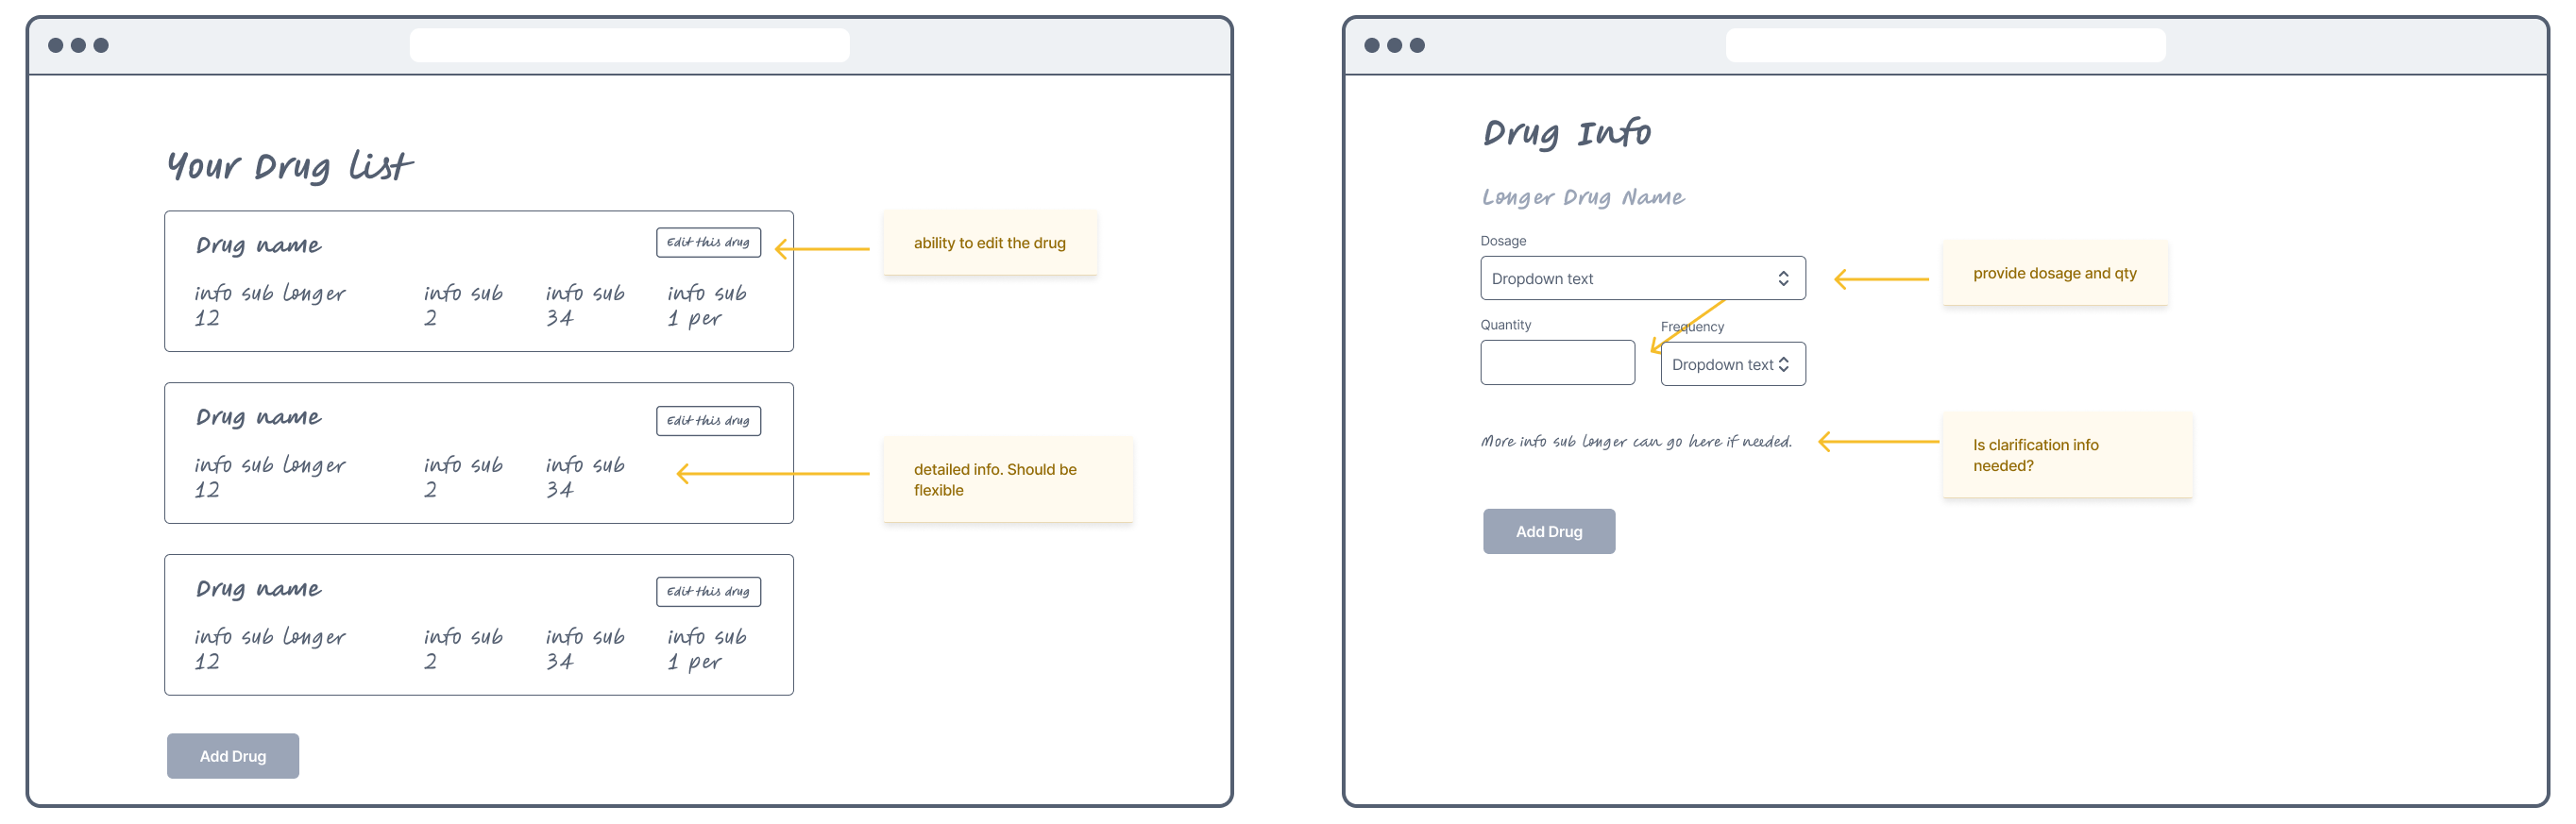 Your Drug list
Drug name
Edit this drug
info sub longer
12
info sub
2
info sub
34
info sub
1 per
ability to edit the drug
Drug name
Edit this drug
info sub longer
12
info sub
2
info sub
34
detailed info. Should be
flexible
Drug name
Edit this drug
info sub longer
12
info sub
2
info sub
34
info sub
1 per
Add Drug
Drug Info
Longer Drug Name
Dosage
Dropdown text
provide dosage and qty
Quantity
Frequency
Dropdown text
More info sub longer can go here if needed.
Is clarification info
needed?
Add Drug